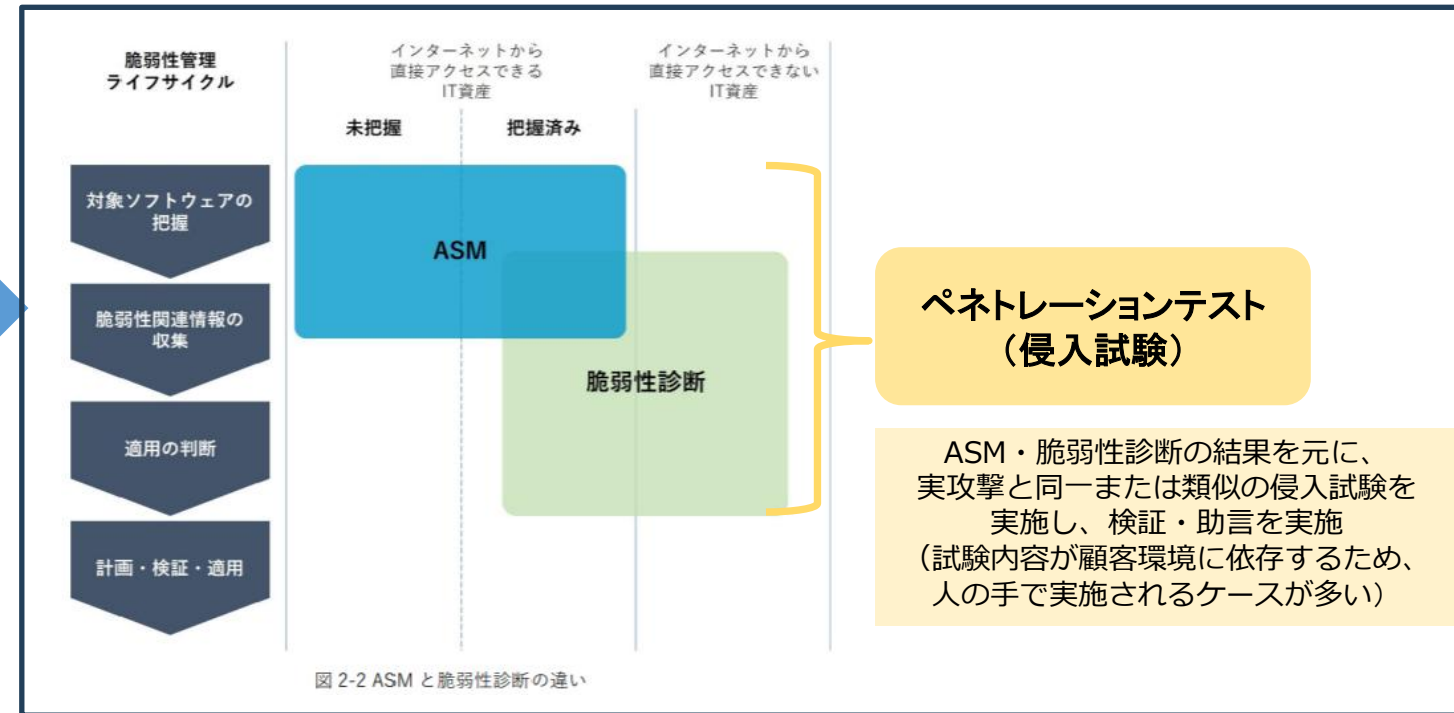 脆弱性管理
ライフサイクル
インターネットから
直接アクセスできる
IT資産
インターネットから
直接アクセスできない
IT資産
未把握
把握済み
対象ソフトウェアの
把握
脆弱性関連情報の
収集
適用の判断
計画・検証・適用
ASM
脆弱性診断
ペネトレーションテスト
（侵入試験）
ASM・脆弱性診断の結果を元に、
実攻撃と同一または類似の侵入試験を
実施し、検証・助言を実施
（試験内容が顧客環境に依存するため、
人の手で実施されるケースが多い）
図 2-2 ASM と脆弱性診断の違い